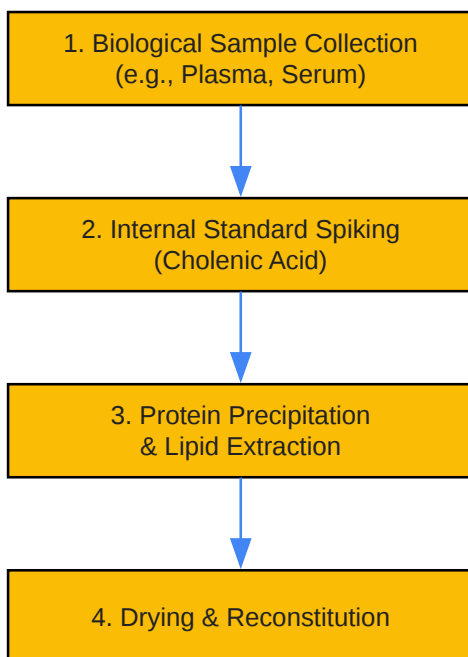 1. Biological Sample Collection
(e.g., Plasma, Serum)
2. Internal Standard Spiking
(Cholenic Acid)
3. Protein Precipitation
& Lipid Extraction
4. Drying & Reconstitution